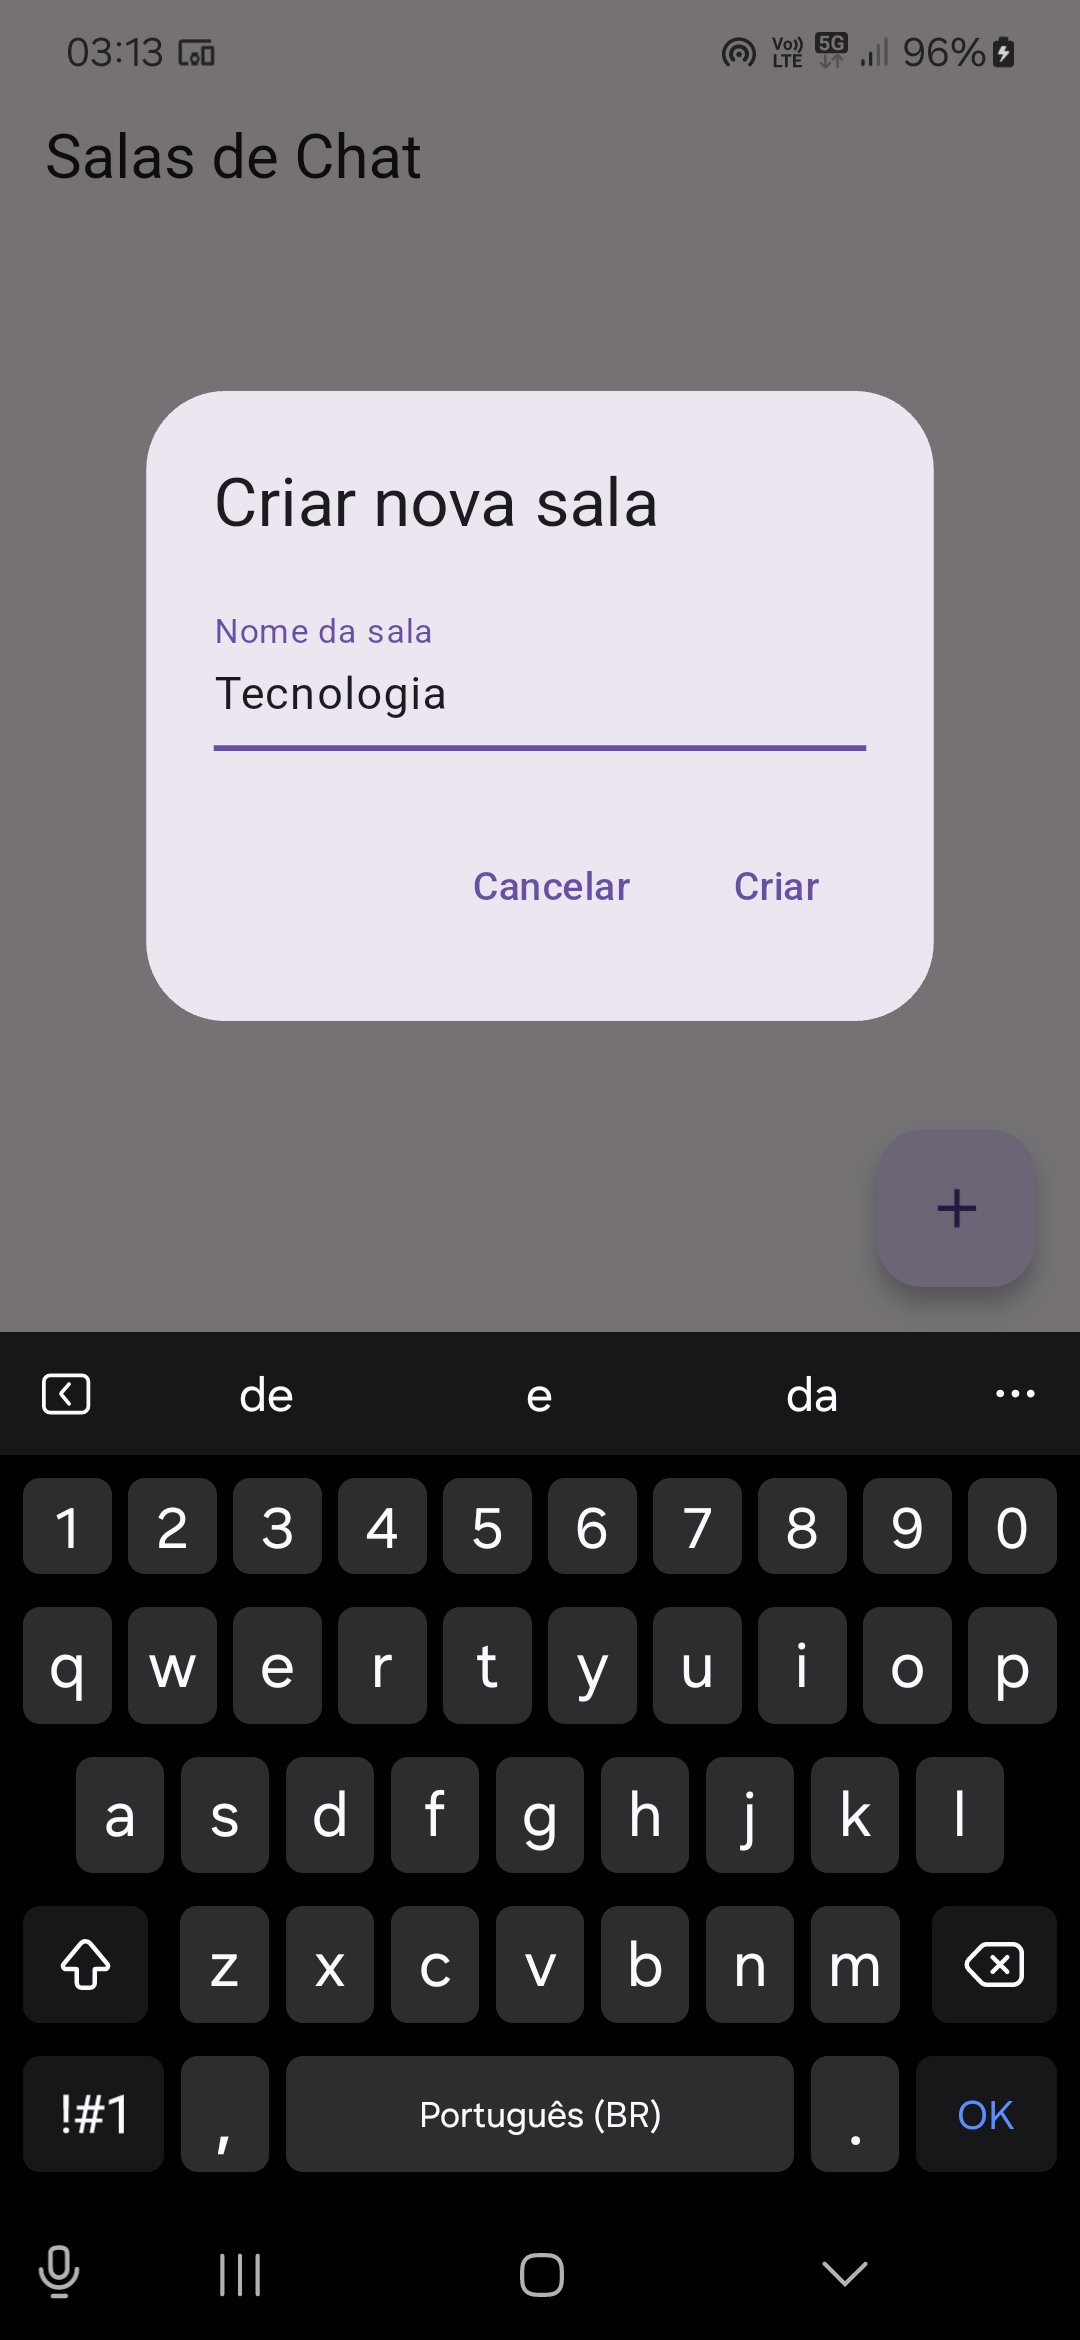 03:13
Vo)) LTE 5G 96%
Salas de Chat
Criar nova sala
Nome da sala
Tecnologia
Cancelar Criar
de e da ...
1 2 3 4 5 6 7 8 9 0
q w e r t y u i o p
a s d f g h j k l
z x c v b n m
!#1 , Português (BR) . OK